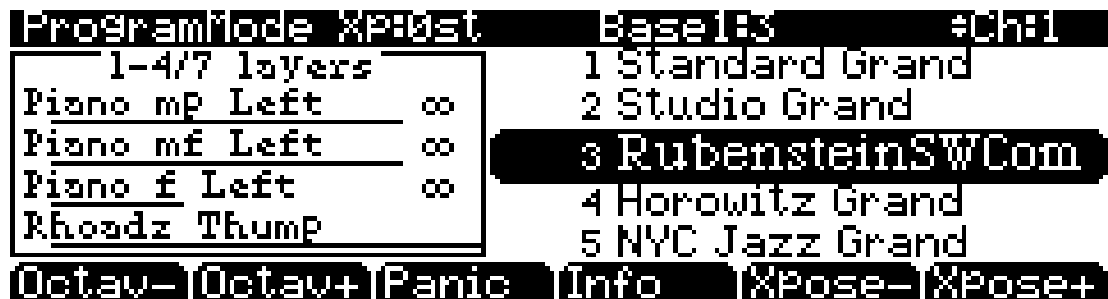 ProgramMode Xp:0st Base1:3 Ch:1
1-4/7 layers
Piano mp Left ∞
Piano mf Left ∞
Piano f Left ∞
Rhoadz Thump
1 Standard Grand
2 Studio Grand
3 RubensteinSWCom
4 Horowitz Grand
5 NYC Jazz Grand
Octav- Octav+ Panic Info Xpose- Xpose+